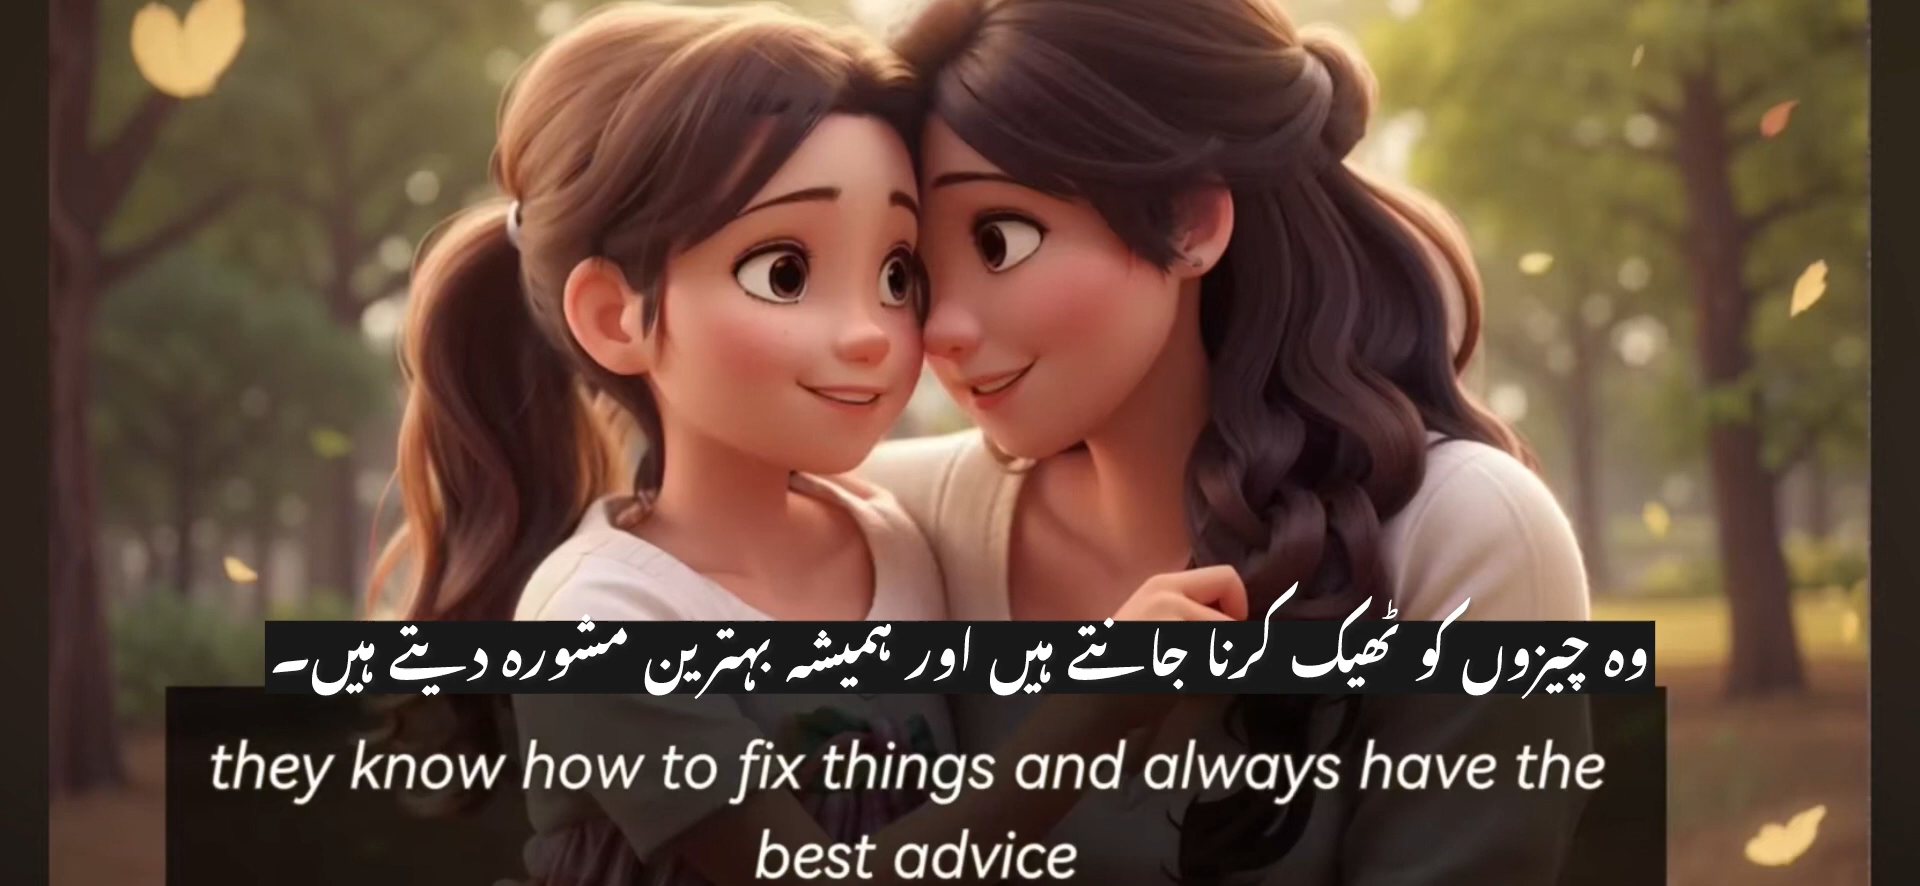 وہ چیزوں کو ٹھیک کرنا جانتے ہیں اور ہمیشہ بہترین مشورہ دیتے ہیں۔
they know how to fix things and always have the
best advice